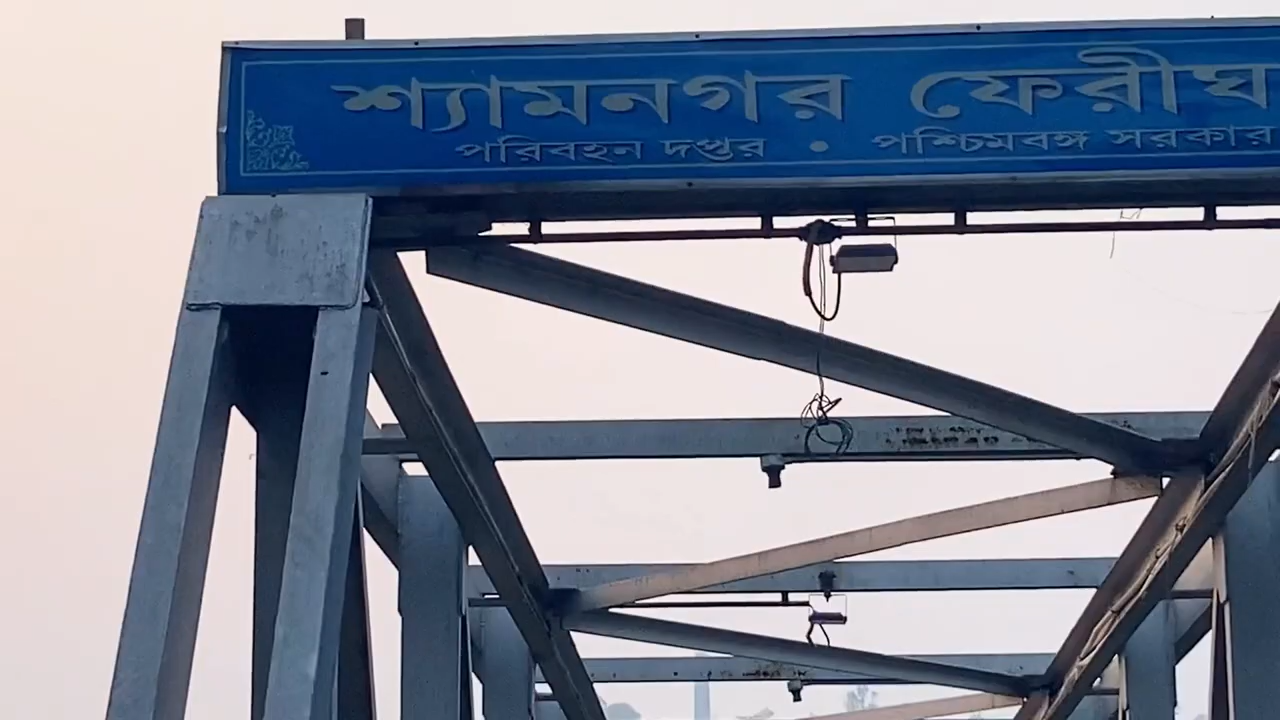 শ্যামনগর ফেরীঘ
পরিবহন দপ্তর • পশ্চিমবঙ্গ সরকার